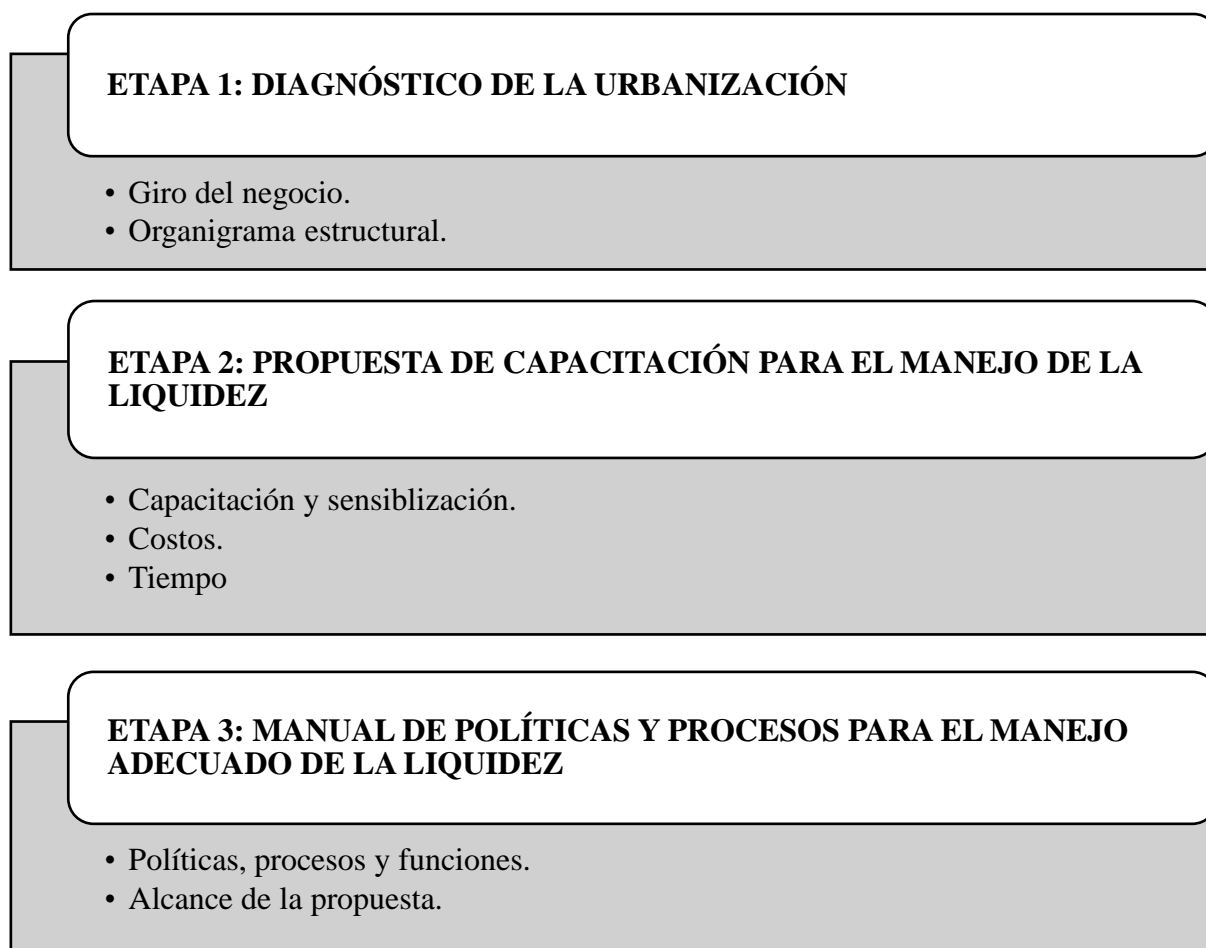 ETAPA 1: DIAGNÓSTICO DE LA URBANIZACIÓN
• Giro del negocio.
• Organigrama estructural.
ETAPA 2: PROPUESTA DE CAPACITACIÓN PARA EL MANEJO DE LA
LIQUIDEZ
• Capacitación y sensiblización.
• Costos.
• Tiempo
ETAPA 3: MANUAL DE POLÍTICAS Y PROCESOS PARA EL MANEJO
ADECUADO DE LA LIQUIDEZ
• Políticas, procesos y funciones.
• Alcance de la propuesta.